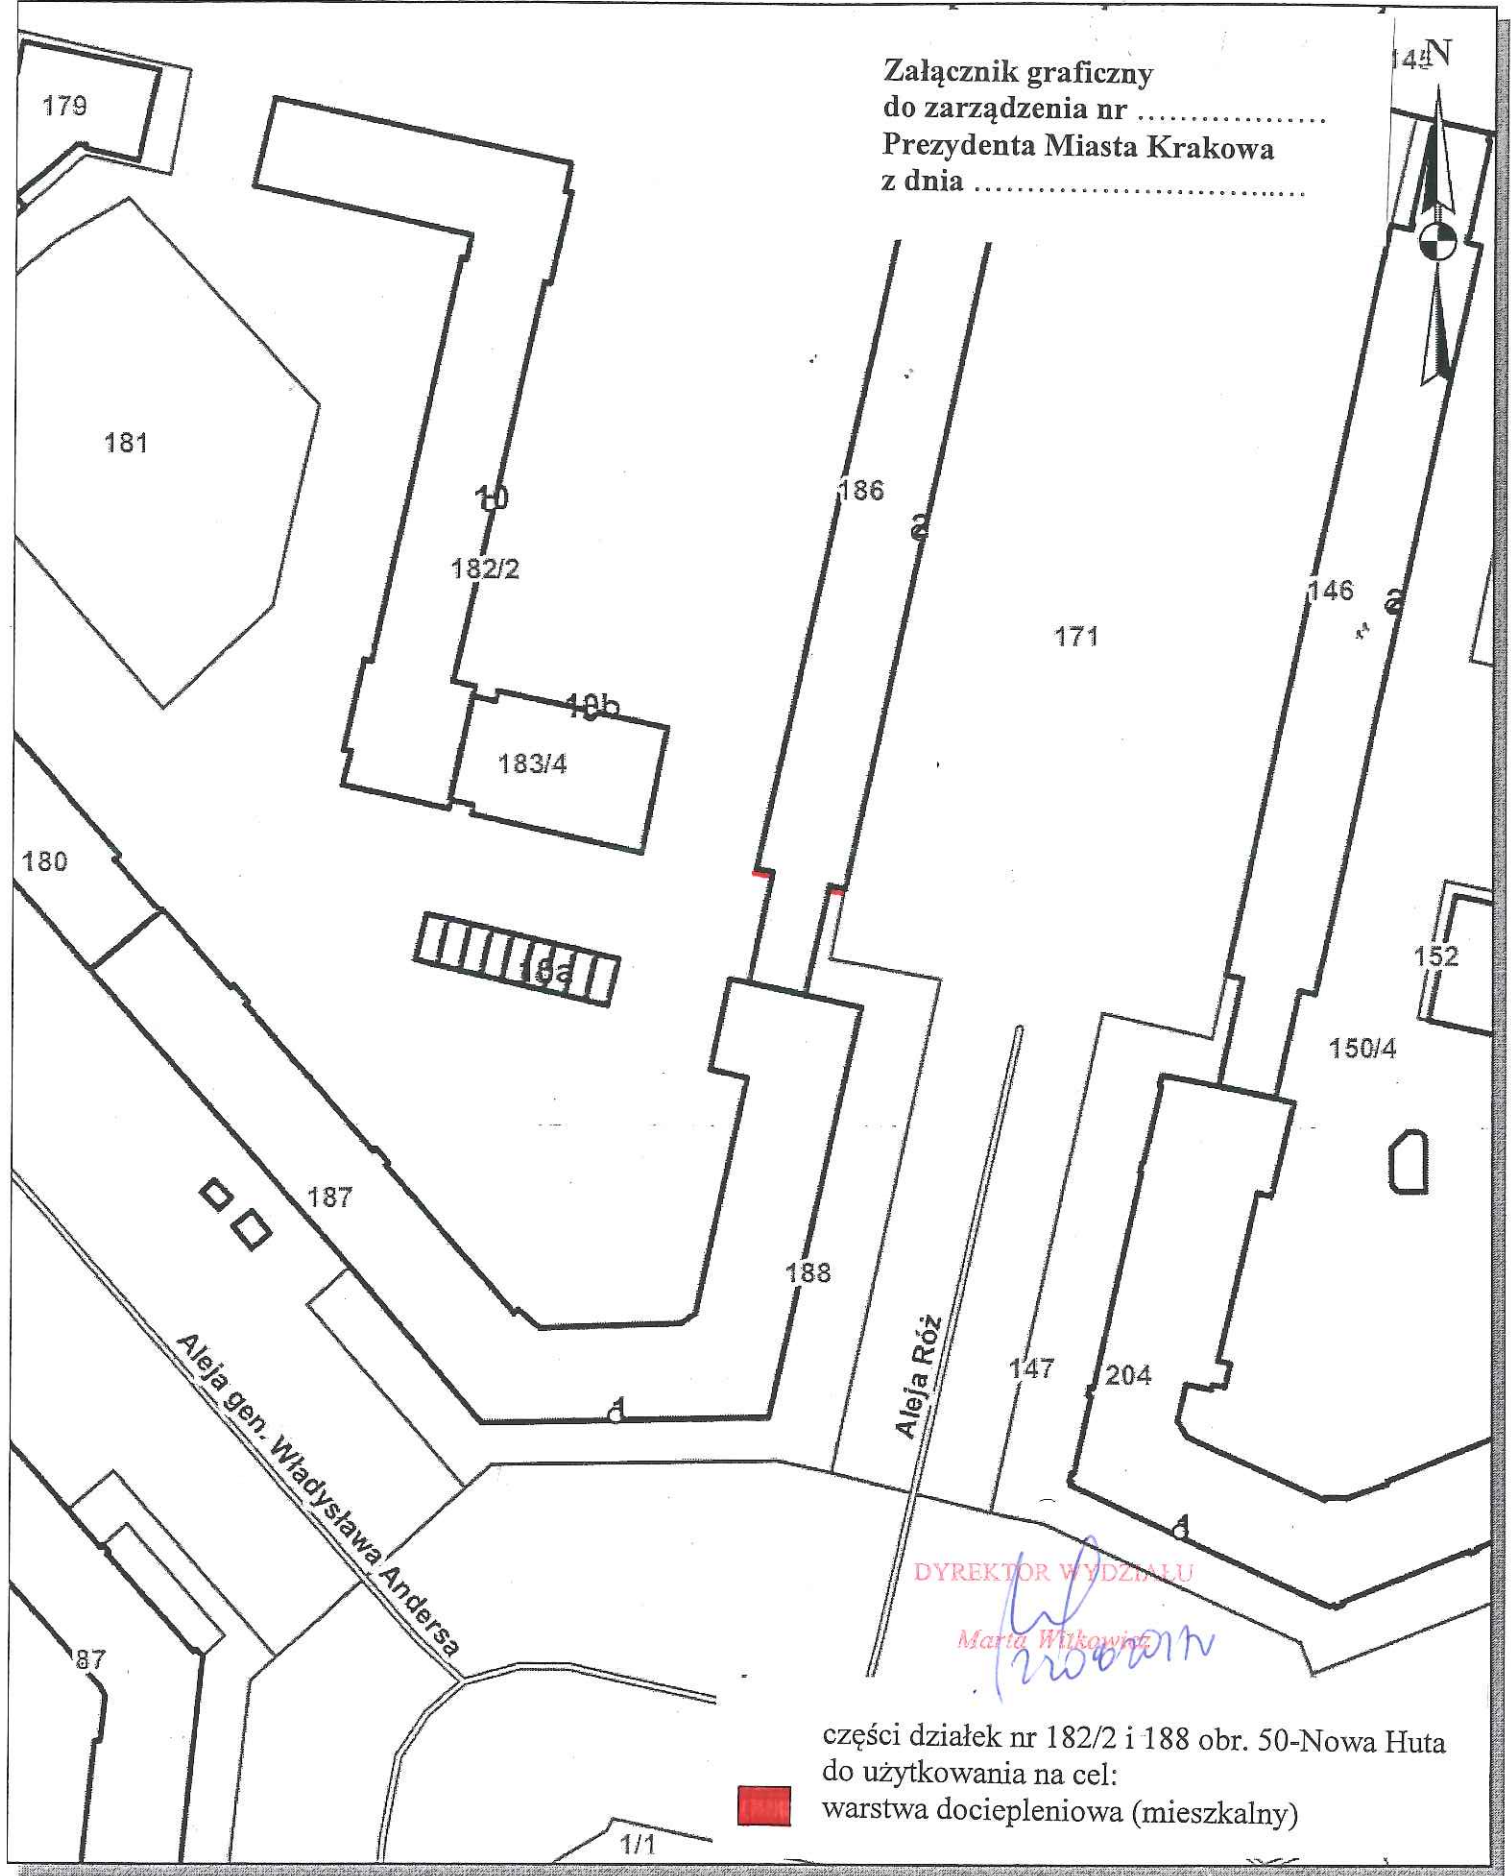 Załącznik graficzny
do zarządzenia nr ..................
Prezydenta Miasta Krakowa
z dnia ...............................
N
179
181
10
182/2
186
2
146
2
171
10b
183/4
180
10a
152
150/4
187
188
Aleja Róż
147
204
1
1
Aleja gen. Władysława Andersa
87
DYREKTOR WYDZIAŁU
Marta Witkowicz
części działek nr 182/2 i 188 obr. 50-Nowa Huta
do użytkowania na cel:
warstwa dociepleniowa (mieszkalny)
1/1